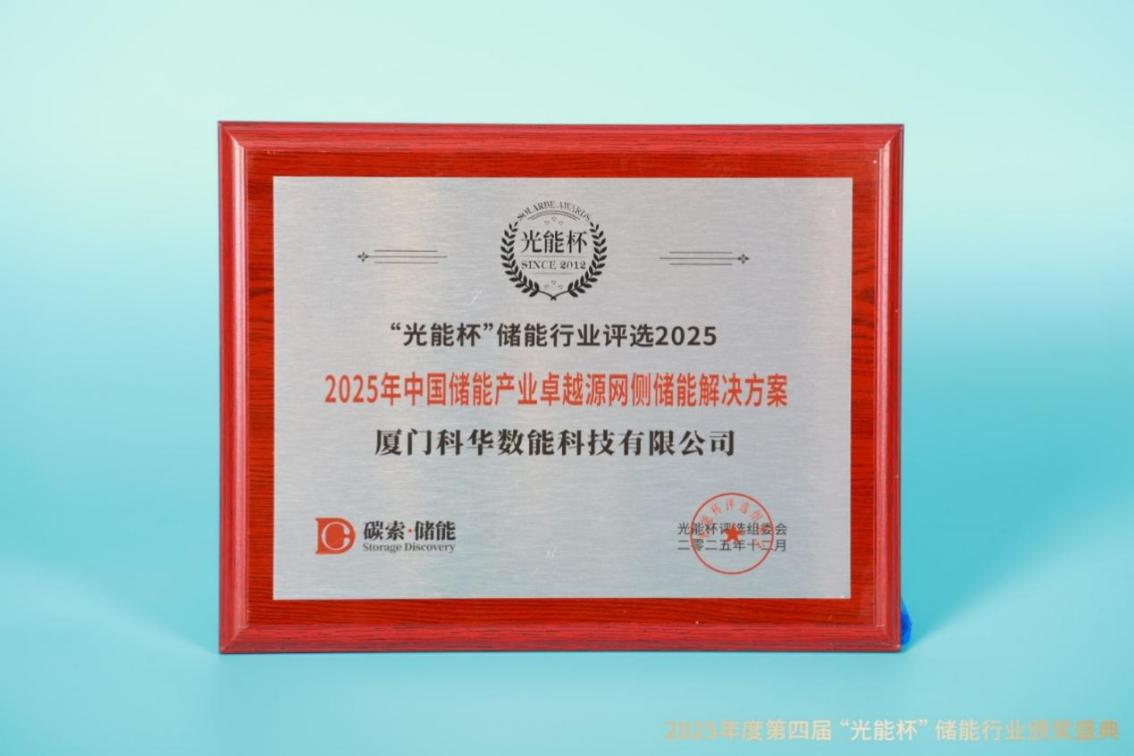 SOLARBE AWARDS
光能杯
SINCE 2012
“光能杯”储能行业评选2025
2025年中国储能产业卓越源网侧储能解决方案
厦门科华数能科技有限公司
碳索·储能
Storage Discovery
光能杯评选组委会
二零二五年十二月
2025年度第四届“光能杯”储能行业颁奖盛典